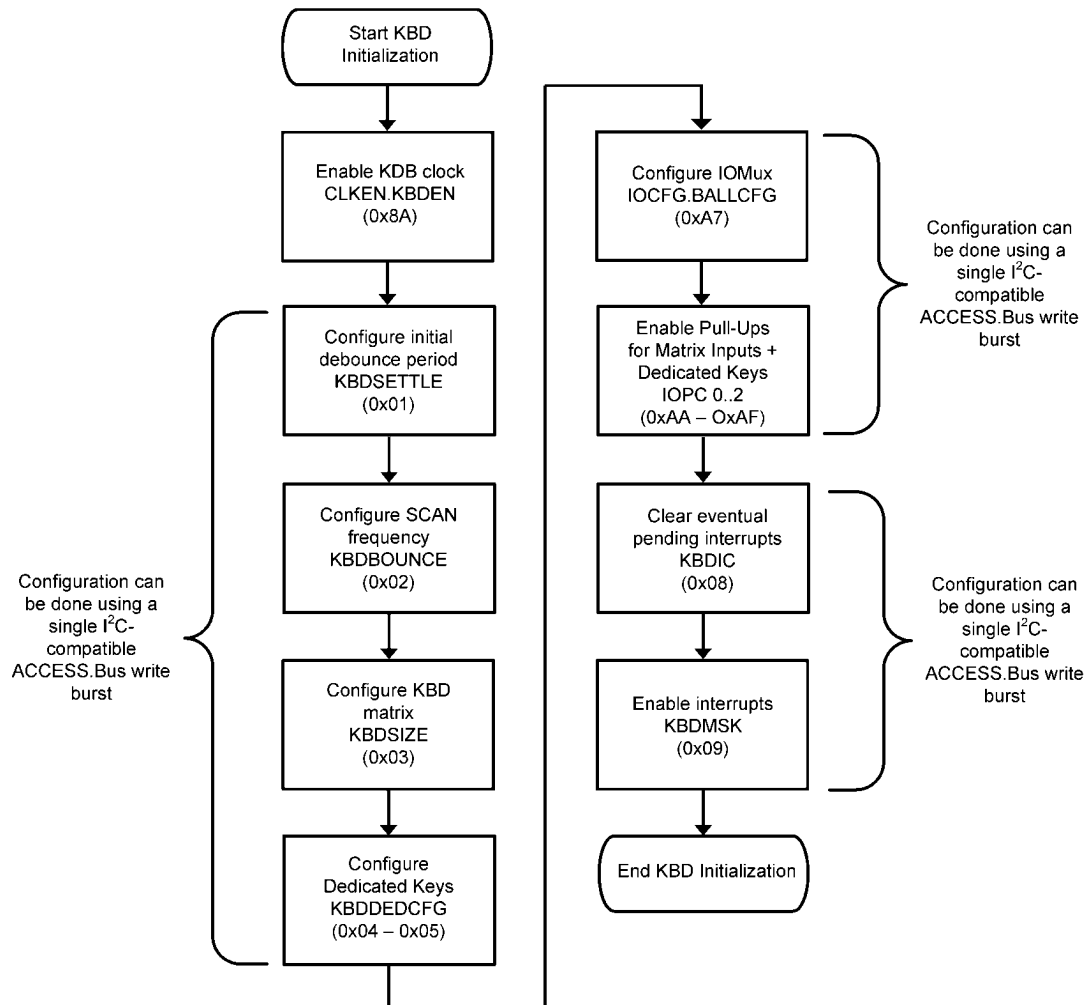 Start KBD
Initialization
Enable KDB clock
CLKEN.KBDEN
(0x8A)
Configure initial
debounce period
KBDSETTLE
(0x01)
Configure SCAN
frequency
KBDBOUNCE
(0x02)
Configure KBD
matrix
KBDSIZE
(0x03)
Configure
Dedicated Keys
KBDDEDCFG
(0x04 – 0x05)
Configuration can
be done using a
single I²C-
compatible
ACCESS.Bus write
burst
Configure IOMux
IOCFG.BALLCFG
(0xA7)
Enable Pull-Ups
for Matrix Inputs +
Dedicated Keys
IOPC 0..2
(0xAA – OxAF)
Configuration can
be done using a
single I²C-
compatible
ACCESS.Bus write
burst
Clear eventual
pending interrupts
KBDIC
(0x08)
Enable interrupts
KBDMSK
(0x09)
Configuration can
be done using a
single I²C-
compatible
ACCESS.Bus write
burst
End KBD Initialization